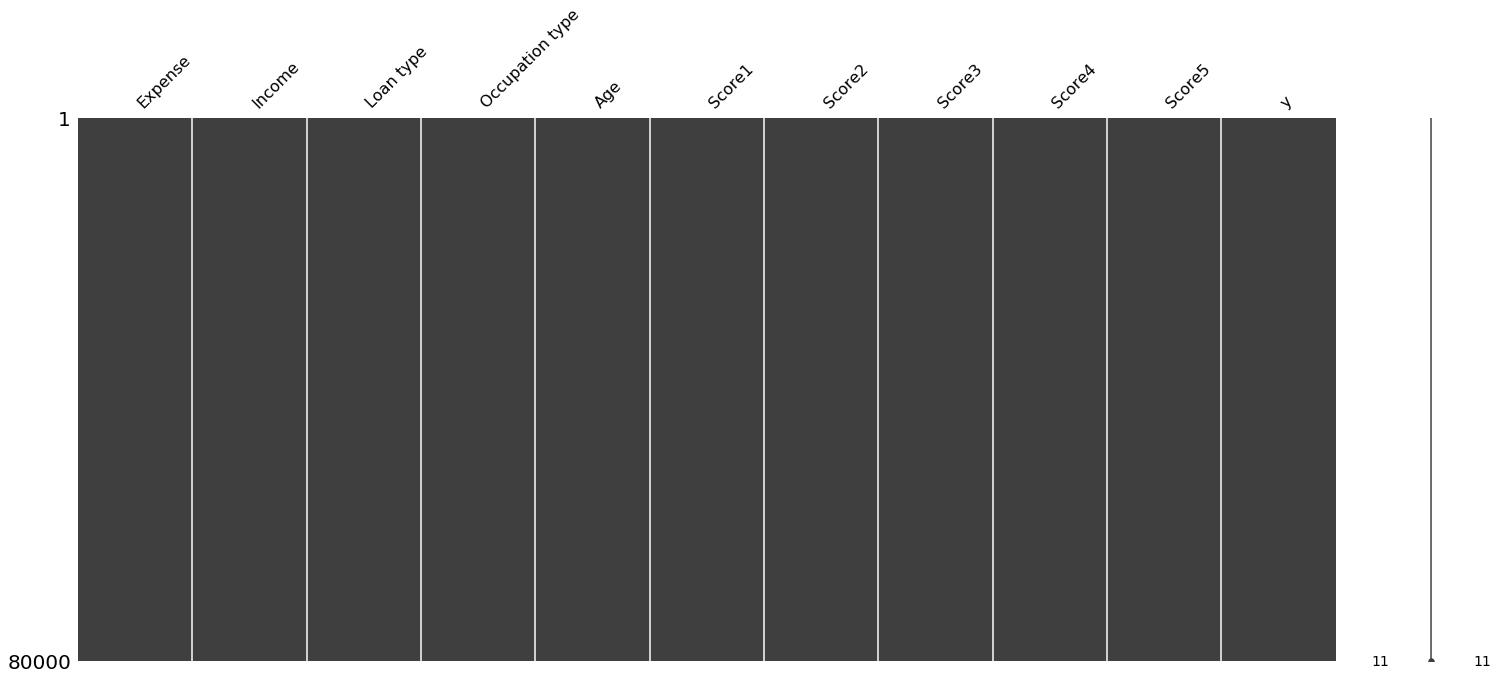 Expense
Income
Loan type
Occupation type
Age
Score1
Score2
Score3
Score4
Score5
y
1
80000
11
11